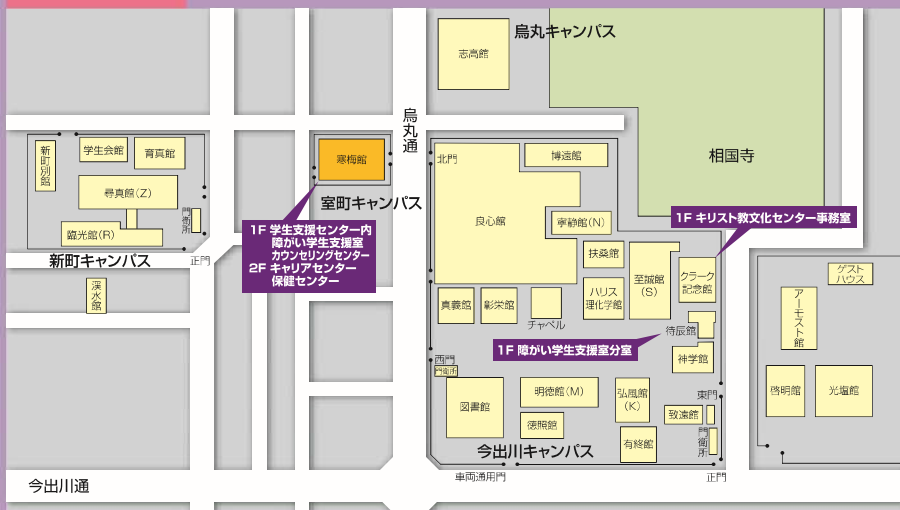 烏丸キャンパス
志高館
烏丸通
相国寺
新町別館
学生会館
育真館
尋真館(Z)
臨光館(R)
門衛所
正門
新町キャンパス
渓水館
寒梅館
室町キャンパス
1F 学生支援センター内
障がい学生支援室
カウンセリングセンター
2F キャリアセンター
保健センター
北門
博遠館
良心館
寧静館(N)
扶桑館
至誠館
(S)
ハリス
理化学館
クラーク
記念館
1F キリスト教文化センター事務室
真義館
彰栄館
チャペル
待辰館
1F 障がい学生支援室分室
神学館
西門
門衛所
図書館
明徳館(M)
徳照館
弘風館
(K)
有終館
致遠館
東門
門衛所
今出川キャンパス
車両通用門
正門
ゲスト
ハウス
アーモスト館
啓明館
光塩館
今出川通